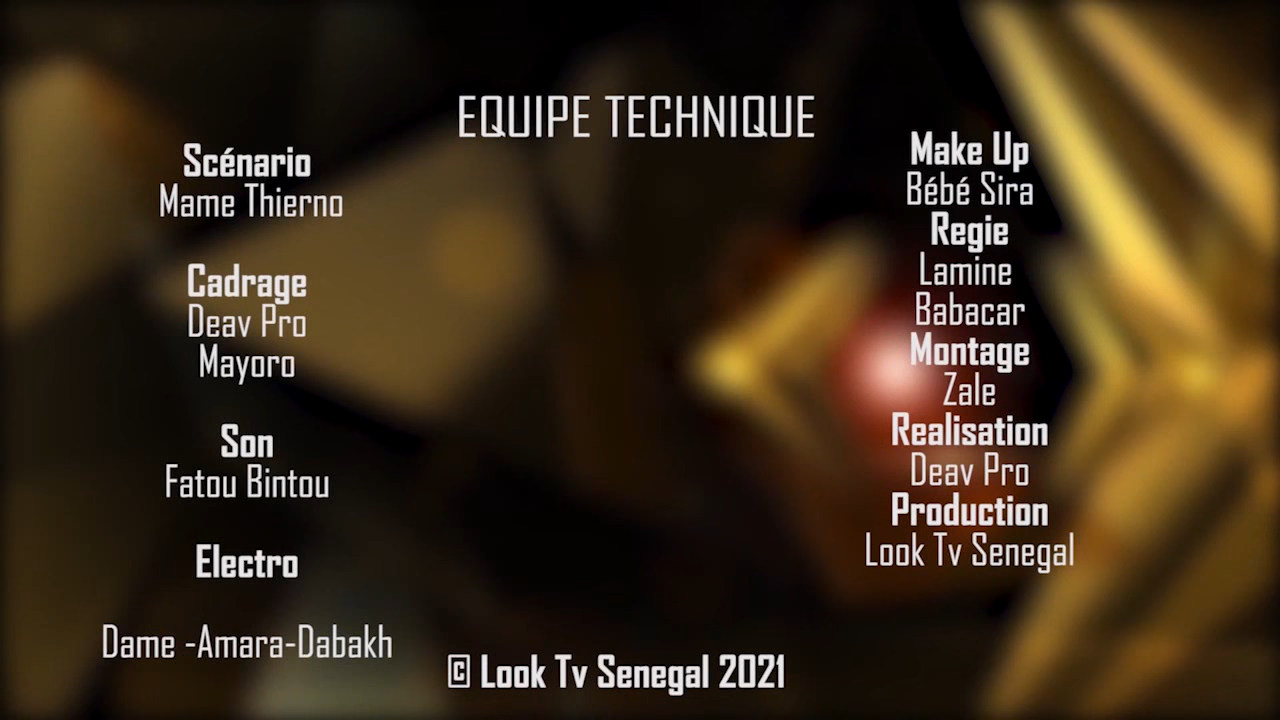 EQUIPE TECHNIQUE
Scénario
Mame Thierno
Cadrage
Deav Pro
Mayoro
Son
Fatou Bintou
Electro
Dame -Amara-Dabakh
Make Up
Bébé Sira
Regie
Lamine
Babacar
Montage
Zale
Realisation
Deav Pro
Production
Look Tv Senegal
© Look Tv Senegal 2021